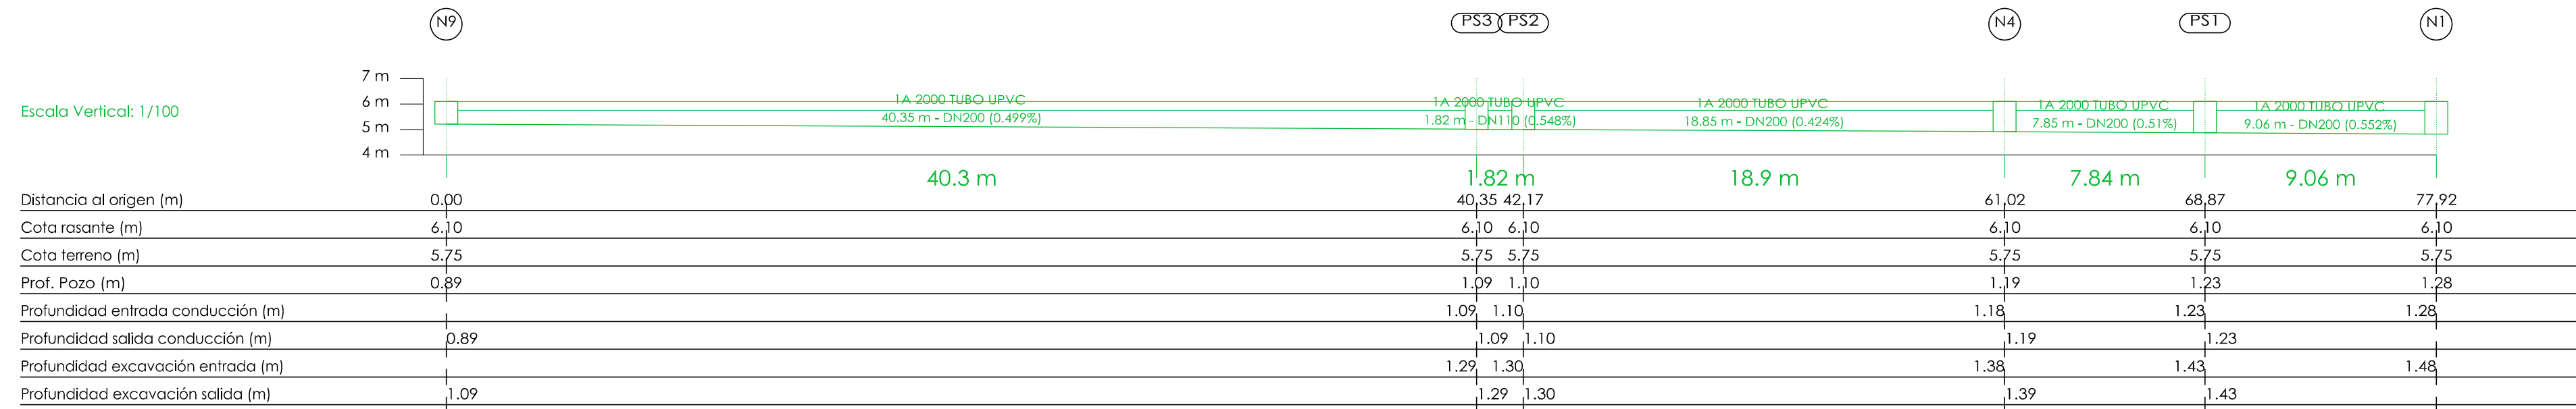 N9 PS3 PS2 N4 PS1 N1
7 m
6 m
5 m
4 m
Escala Vertical: 1/100
1A 2000 TUBO UPVC 1A 2000 TUBO UPVC 1A 2000 TUBO UPVC 1A 2000 TUBO UPVC 1A 2000 TUBO UPVC
40.35 m - DN200 (0.499%) 1.82 m - DN110 (0.548%) 18.85 m - DN200 (0.424%) 7.85 m - DN200 (0.51%) 9.06 m - DN200 (0.552%)
40.3 m 1.82 m 18.9 m 7.84 m 9.06 m
Distancia al origen (m) 0.00 40.35 42.17 61.02 68.87 77.92
Cota rasante (m) 6.10 6.10 6.10 6.10 6.10 6.10
Cota terreno (m) 5.75 5.75 5.75 5.75 5.75 5.75
Prof. Pozo (m) 0.89 1.09 1.10 1.19 1.23 1.28
Profundidad entrada conducción (m) 1.09 1.10 1.18 1.23 1.28
Profundidad salida conducción (m) 0.89 1.09 1.10 1.19 1.23
Profundidad excavación entrada (m) 1.29 1.30 1.38 1.43 1.48
Profundidad excavación salida (m) 1.09 1.29 1.30 1.39 1.43